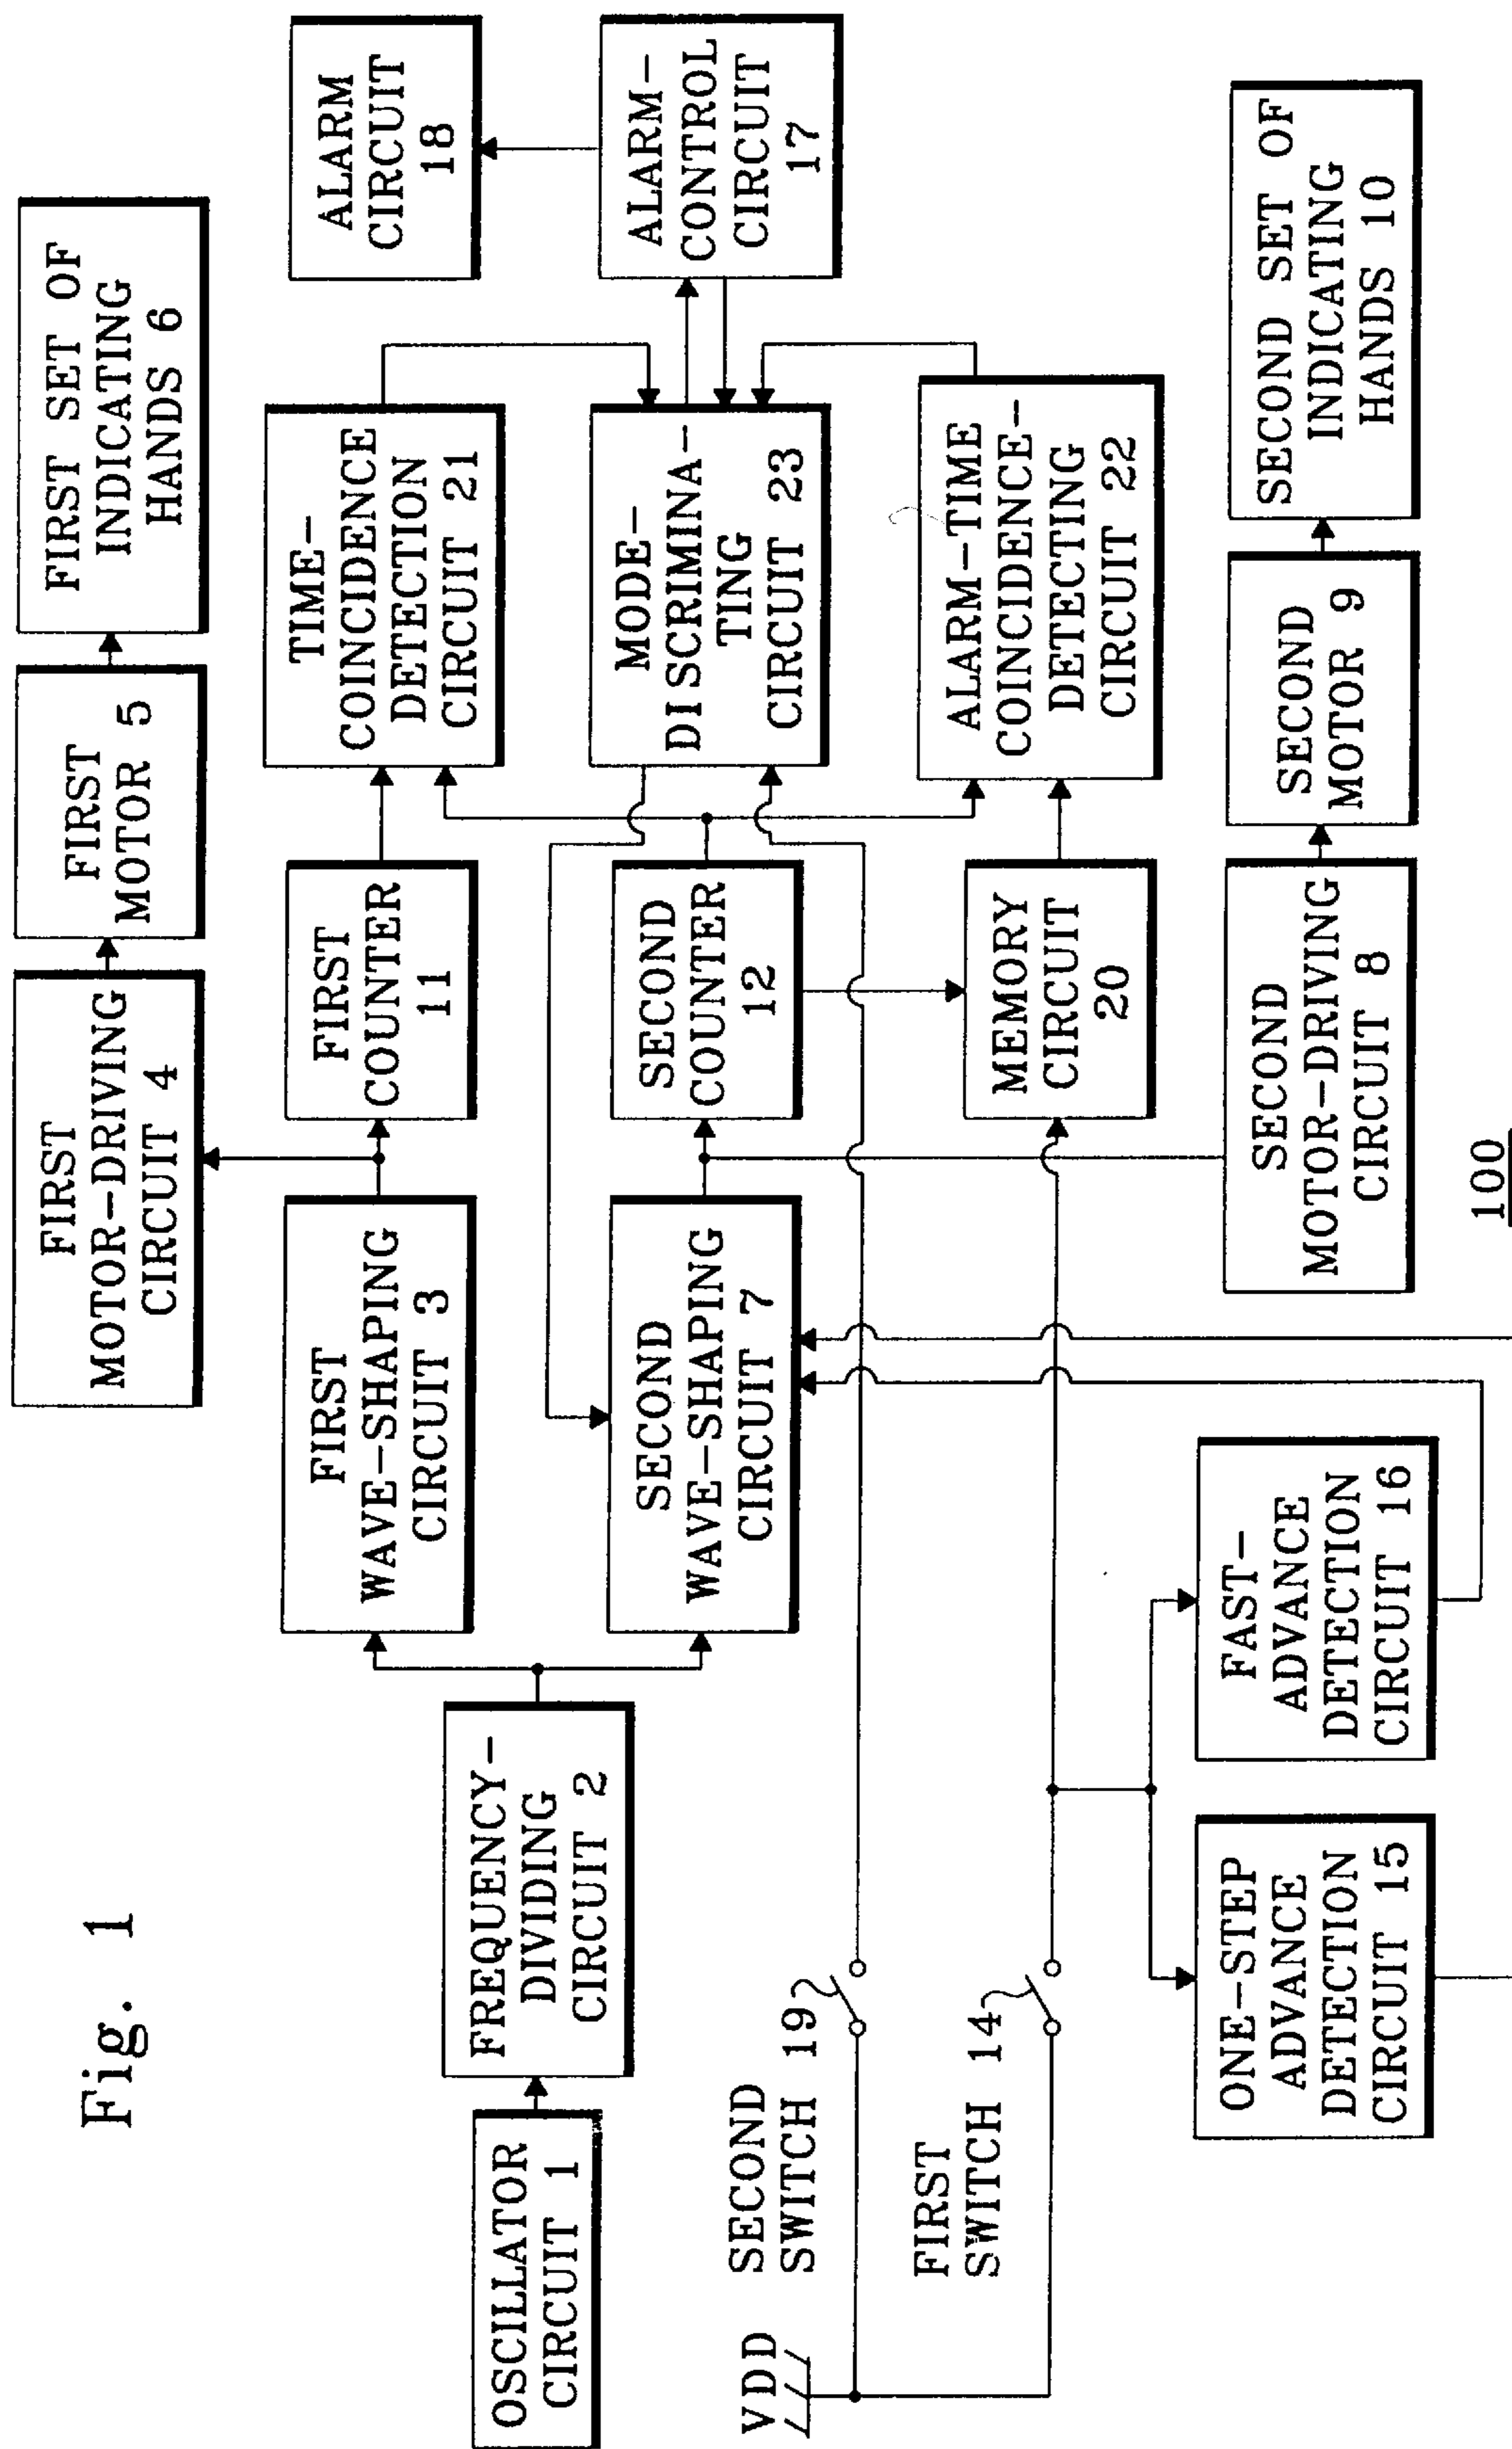 Fig. 1
FIRST
MOTOR-DRIVING
CIRCUIT 4
FIRST
MOTOR 5
FIRST SET OF
INDICATING
HANDS 6
OSCILLATOR
CIRCUIT 1
FREQUENCY-
DIVIDING
CIRCUIT 2
FIRST
WAVE-SHAPING
CIRCUIT 3
FIRST
COUNTER
11
TIME-
COINCIDENCE
DETECTION
CIRCUIT 21
ALARM
CIRCUIT
18
SECOND
WAVE-SHAPING
CIRCUIT 7
SECOND
COUNTER
12
MODE-
DISCRIMINA-
TING
CIRCUIT 23
ALARM-
CONTROL
CIRCUIT
17
VDD
SECOND
SWITCH 19
FIRST
SWITCH 14
MEMORY
CIRCUIT
20
ALARM-TIME
COINCIDENCE-
DETECTING
CIRCUIT 22
ONE-STEP
ADVANCE
DETECTION
CIRCUIT 15
FAST-
ADVANCE
DETECTION
CIRCUIT 16
SECOND
MOTOR-DRIVING
CIRCUIT 8
SECOND
MOTOR 9
SECOND SET OF
INDICATING
HANDS 10
100